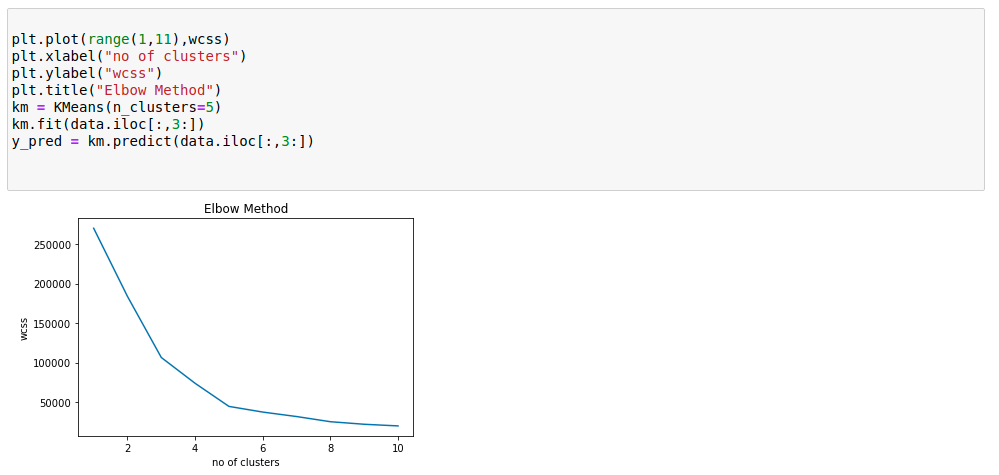 plt.plot(range(1,11),wcss)
plt.xlabel("no of clusters")
plt.ylabel("wcss")
plt.title("Elbow Method")
km = KMeans(n_clusters=5)
km.fit(data.iloc[:,3:])
y_pred = km.predict(data.iloc[:,3:])
Elbow Method
250000
200000
150000
100000
50000
wcss
2 4 6 8 10
no of clusters